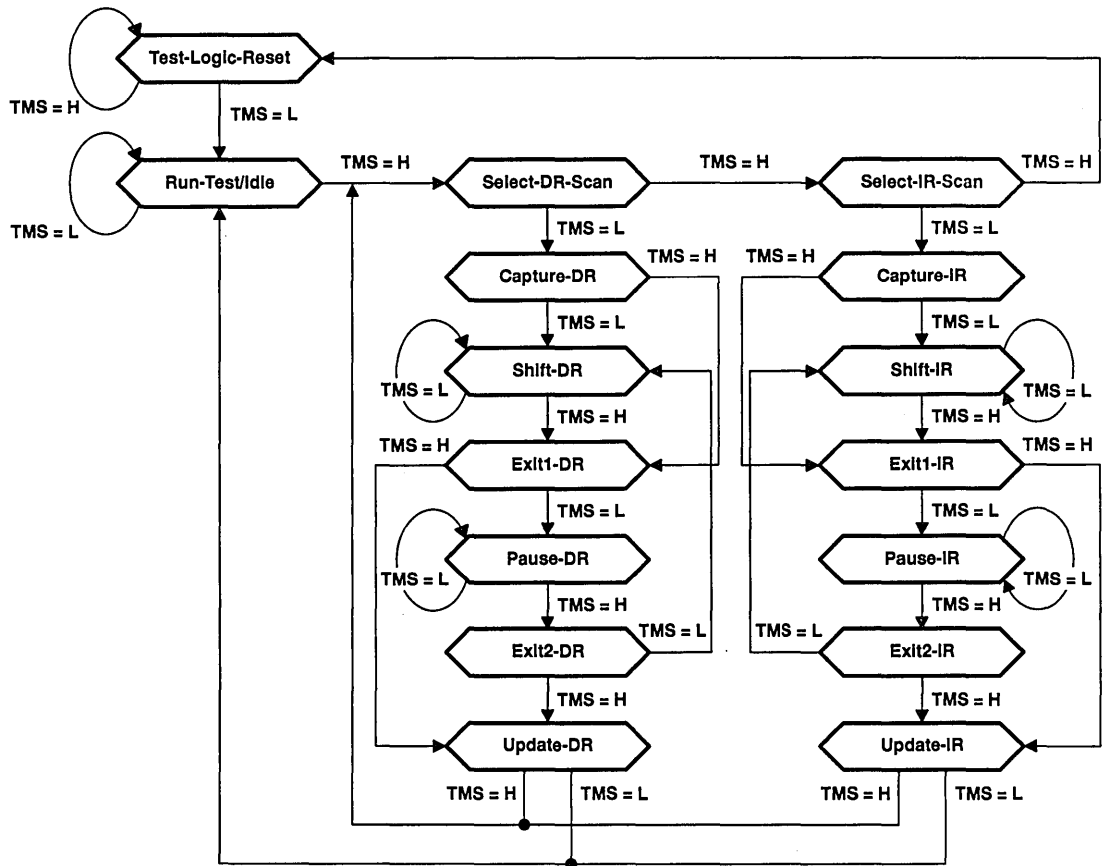 Test-Logic-Reset
TMS = H
TMS = L
Run-Test/Idle
TMS = L
TMS = H
Select-DR-Scan
TMS = H
Select-IR-Scan
TMS = H
TMS = L
TMS = L
Capture-DR
TMS = H
TMS = H
Capture-IR
TMS = L
TMS = L
Shift-DR
TMS = L
Shift-IR
TMS = L
TMS = H
TMS = H
TMS = H
Exit1-DR
Exit1-IR
TMS = H
TMS = L
TMS = L
Pause-DR
TMS = L
Pause-IR
TMS = L
TMS = H
TMS = H
Exit2-DR
TMS = L
TMS = L
Exit2-IR
TMS = H
TMS = H
Update-DR
Update-IR
TMS = H
TMS = L
TMS = H
TMS = L